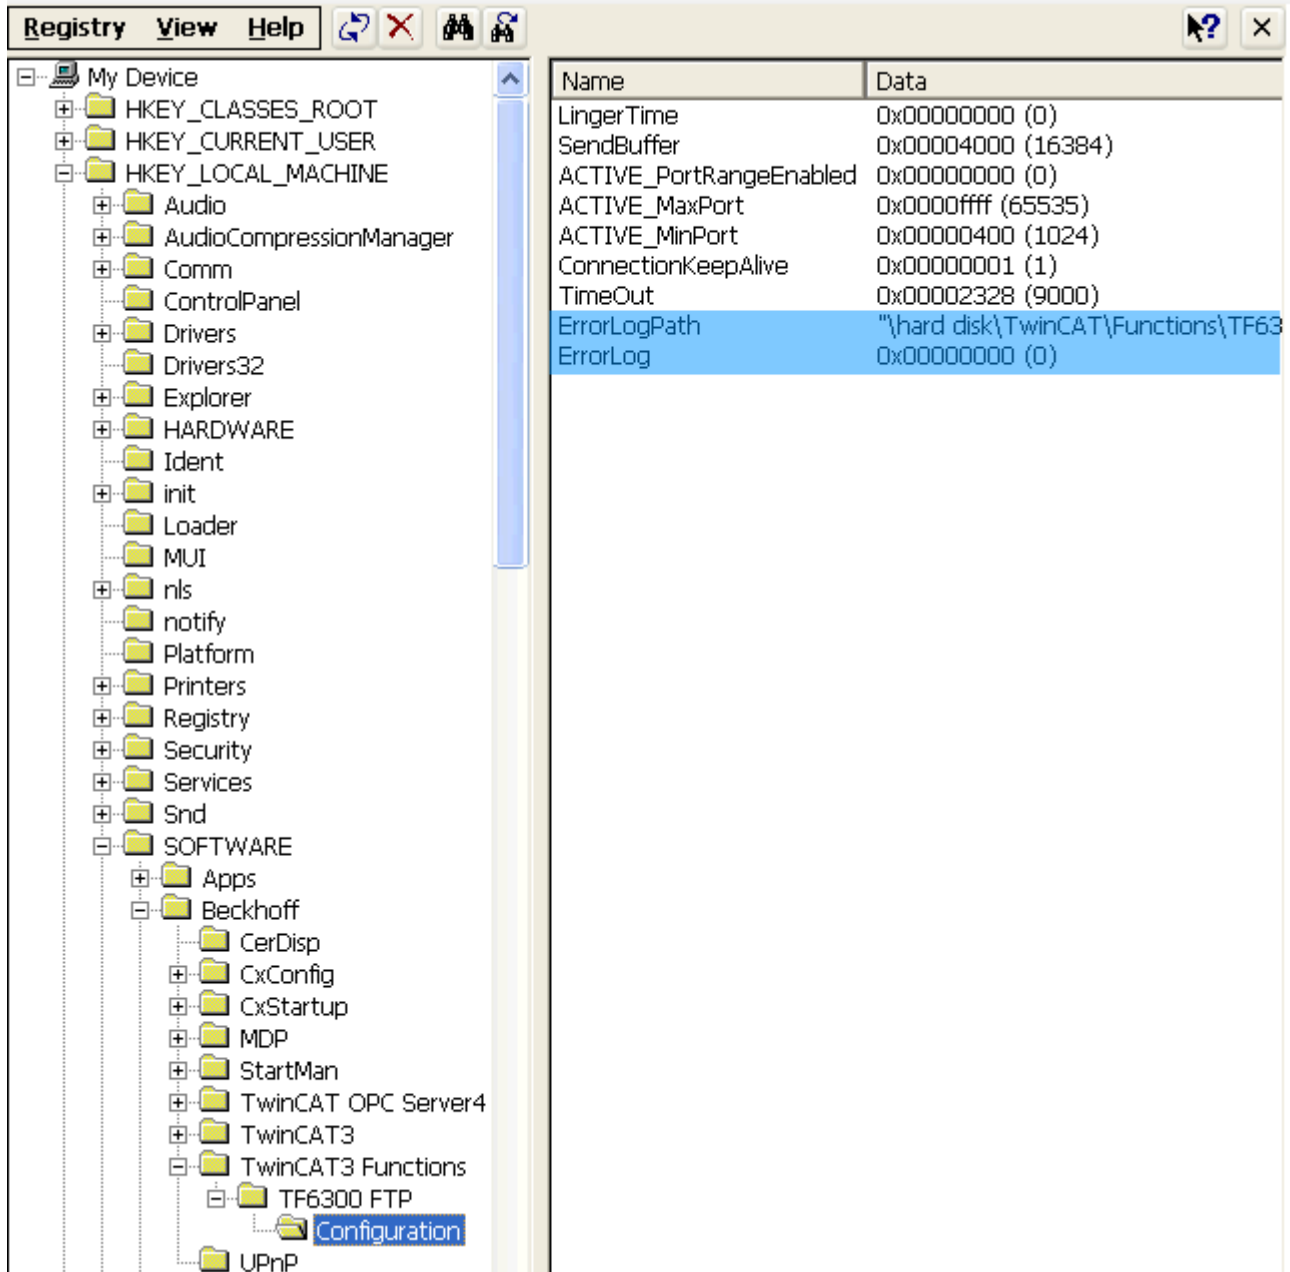 Registry View Help
My Device
HKEY_CLASSES_ROOT
HKEY_CURRENT_USER
HKEY_LOCAL_MACHINE
Audio
AudioCompressionManager
Comm
ControlPanel
Drivers
Drivers32
Explorer
HARDWARE
Ident
init
Loader
MUI
nls
notify
Platform
Printers
Registry
Security
Services
Snd
SOFTWARE
Apps
Beckhoff
CerDisp
CxConfig
CxStartup
MDP
StartMan
TwinCAT OPC Server4
TwinCAT3
TwinCAT3 Functions
TF6300 FTP
Configuration
UPnP
Name Data
LingerTime 0x00000000 (0)
SendBuffer 0x00004000 (16384)
ACTIVE_PortRangeEnabled 0x00000000 (0)
ACTIVE_MaxPort 0x0000ffff (65535)
ACTIVE_MinPort 0x00000400 (1024)
ConnectionKeepAlive 0x00000001 (1)
TimeOut 0x00002328 (9000)
ErrorLogPath "\hard disk\TwinCAT\Functions\TF63
ErrorLog 0x00000000 (0)